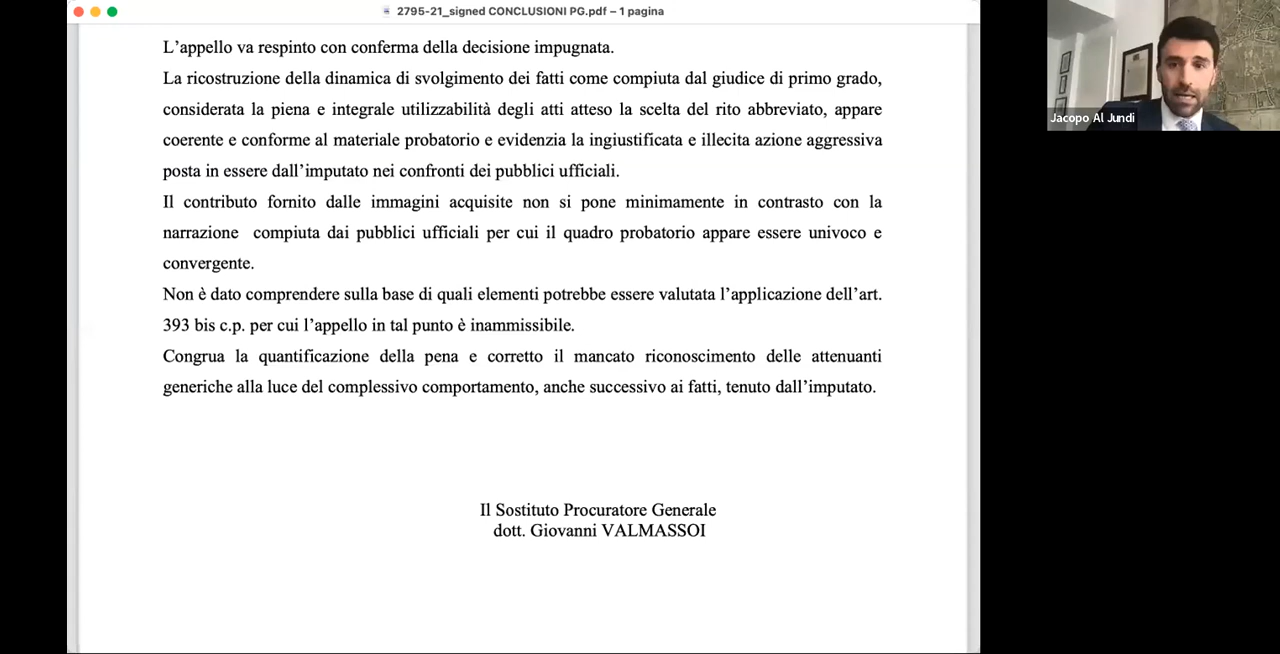 2795-21_signed CONCLUSIONI PG.pdf – 1 pagina
L'appello va respinto con conferma della decisione impugnata.
La ricostruzione della dinamica di svolgimento dei fatti come compiuta dal giudice di primo grado,
considerata la piena e integrale utilizzabilità degli atti atteso la scelta del rito abbreviato, appare
coerente e conforme al materiale probatorio e evidenzia la ingiustificata e illecita azione aggressiva
posta in essere dall'imputato nei confronti dei pubblici ufficiali.
Il contributo fornito dalle immagini acquisite non si pone minimamente in contrasto con la
narrazione compiuta dai pubblici ufficiali per cui il quadro probatorio appare essere univoco e
convergente.
Non è dato comprendere sulla base di quali elementi potrebbe essere valutata l'applicazione dell'art.
393 bis c.p. per cui l'appello in tal punto è inammissibile.
Congrua la quantificazione della pena e corretto il mancato riconoscimento delle attenuanti
generiche alla luce del complessivo comportamento, anche successivo ai fatti, tenuto dall'imputato.
Il Sostituto Procuratore Generale
dott. Giovanni VALMASSOI
Jacopo Al Jundi